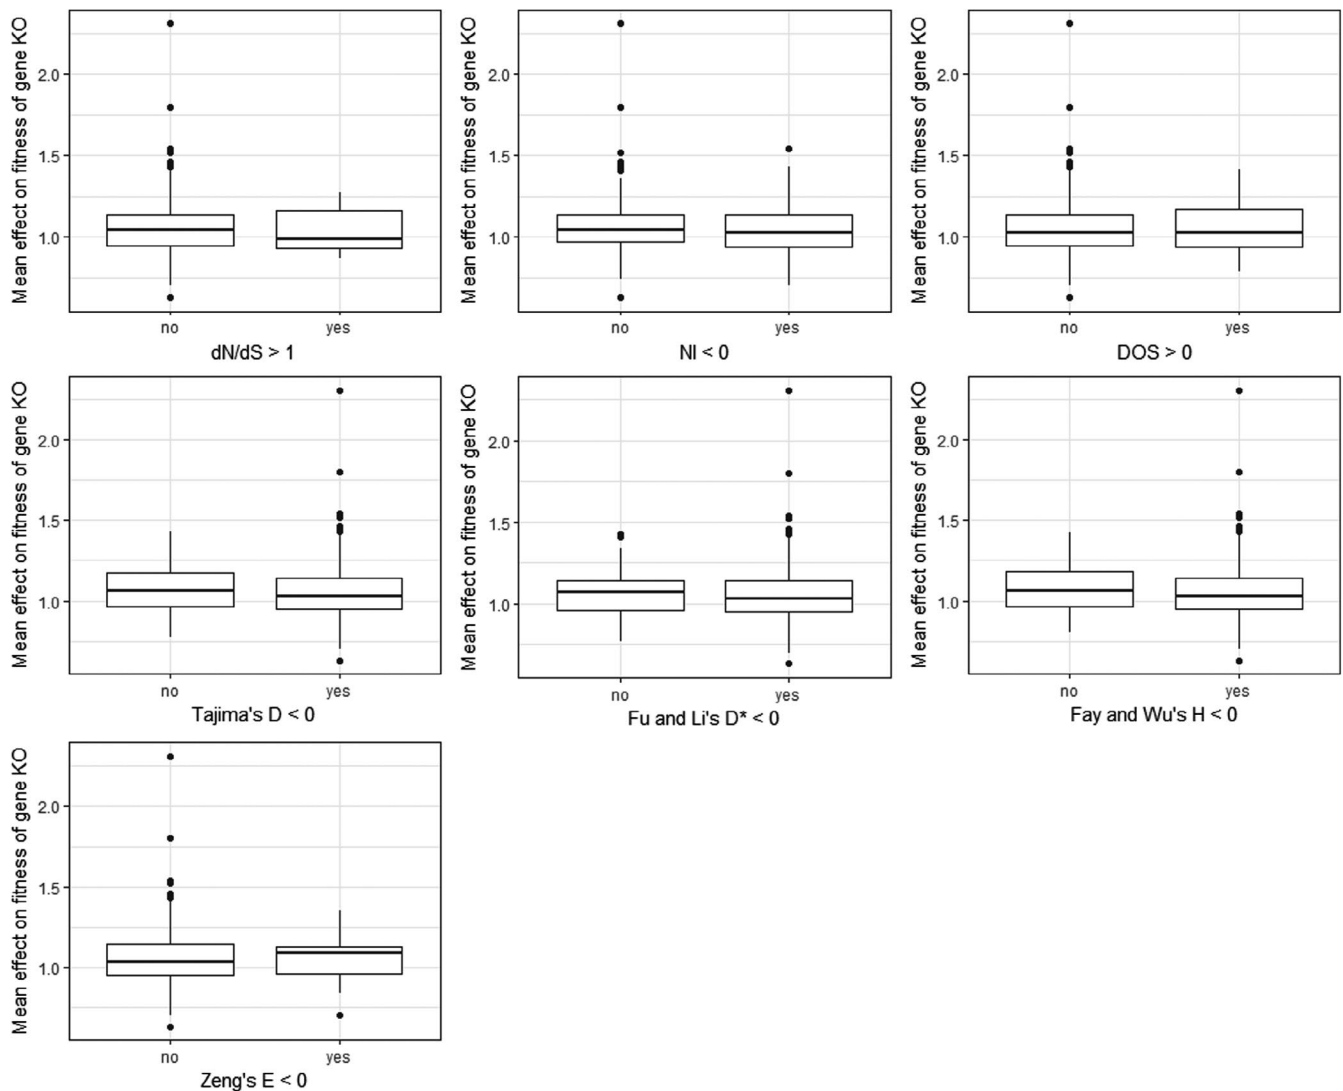 Mean effect on fitness of gene KO
2.0
1.5
1.0
no yes
dN/dS > 1
Mean effect on fitness of gene KO
2.0
1.5
1.0
no yes
NI < 0
Mean effect on fitness of gene KO
2.0
1.5
1.0
no yes
DOS > 0
Mean effect on fitness of gene KO
2.0
1.5
1.0
no yes
Tajima's D < 0
Mean effect on fitness of gene KO
2.0
1.5
1.0
no yes
Fu and Li's D* < 0
Mean effect on fitness of gene KO
2.0
1.5
1.0
no yes
Fay and Wu's H < 0
Mean effect on fitness of gene KO
2.0
1.5
1.0
no yes
Zeng's E < 0